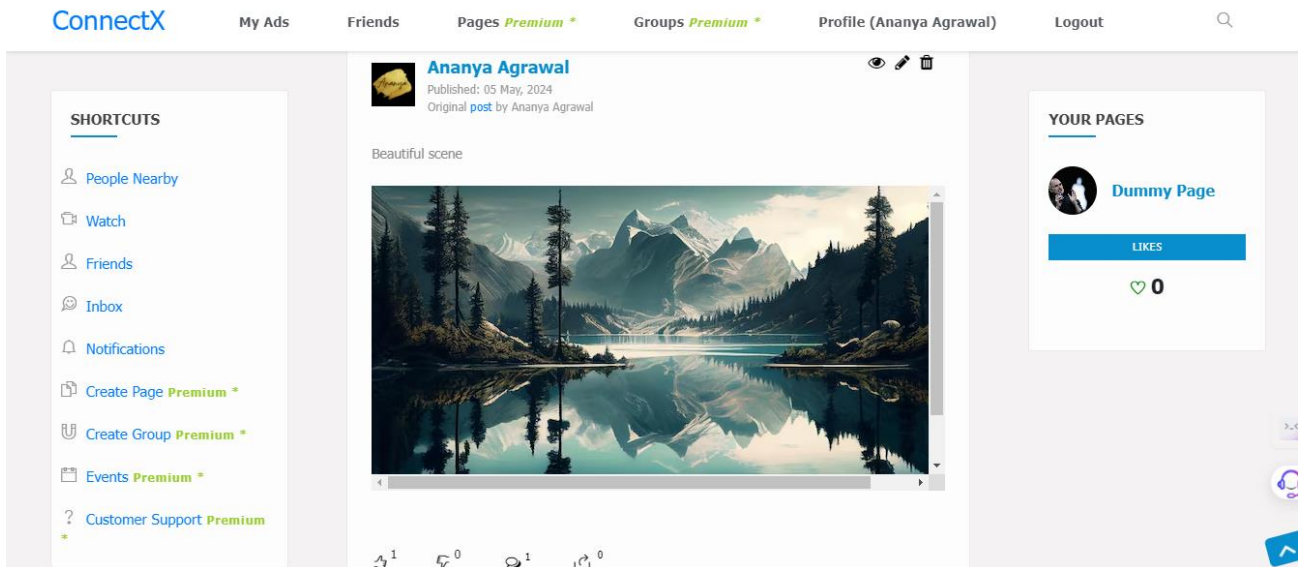 ConnectX
My Ads
Friends
Pages Premium *
Groups Premium *
Profile (Ananya Agrawal)
Logout
SHORTCUTS
People Nearby
Watch
Friends
Inbox
Notifications
Create Page Premium *
Create Group Premium *
Events Premium *
Customer Support Premium
*
Ananya Agrawal
Published: 05 May, 2024
Original post by Ananya Agrawal
Beautiful scene
1
0
1
0
YOUR PAGES
Dummy Page
LIKES
0